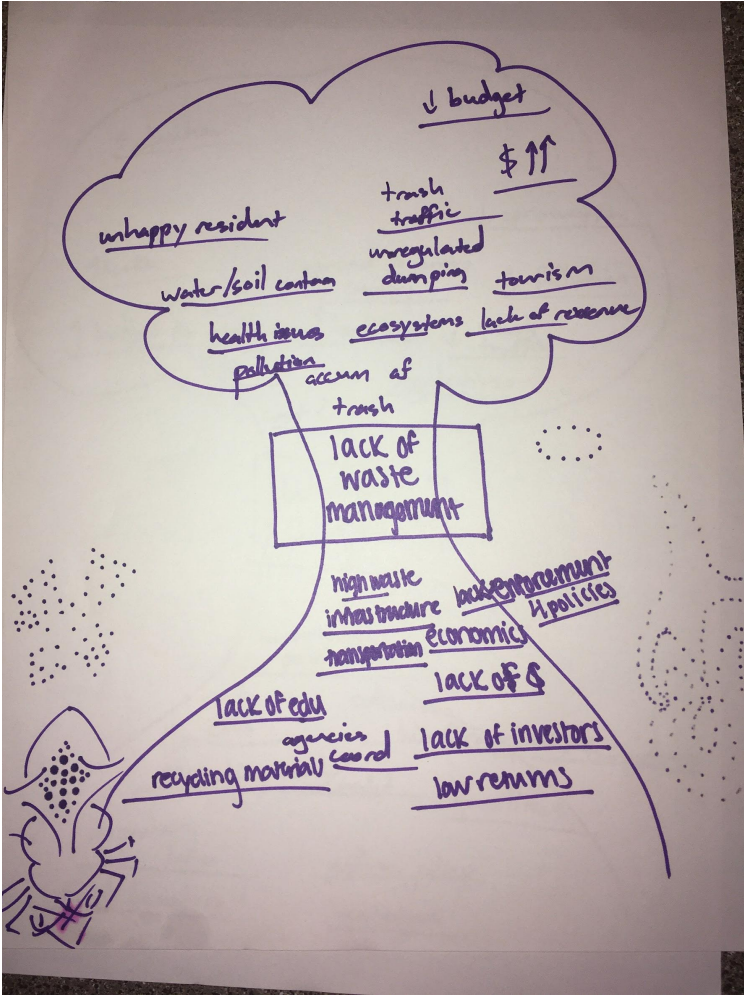 ↓ budget
$ ↑↑
trash
traffic
unhappy resident
unregulated
dumping
tourism
water/soil contam
health issues
ecosystems
lack of revenue
pollution
accum of
trash
lack of
waste
management
high waste
infrastructure
transportation
lack enforcement
4 policies
economics
lack of $
lack of edu
agencies
coord
lack of investors
recycling materials
low returns